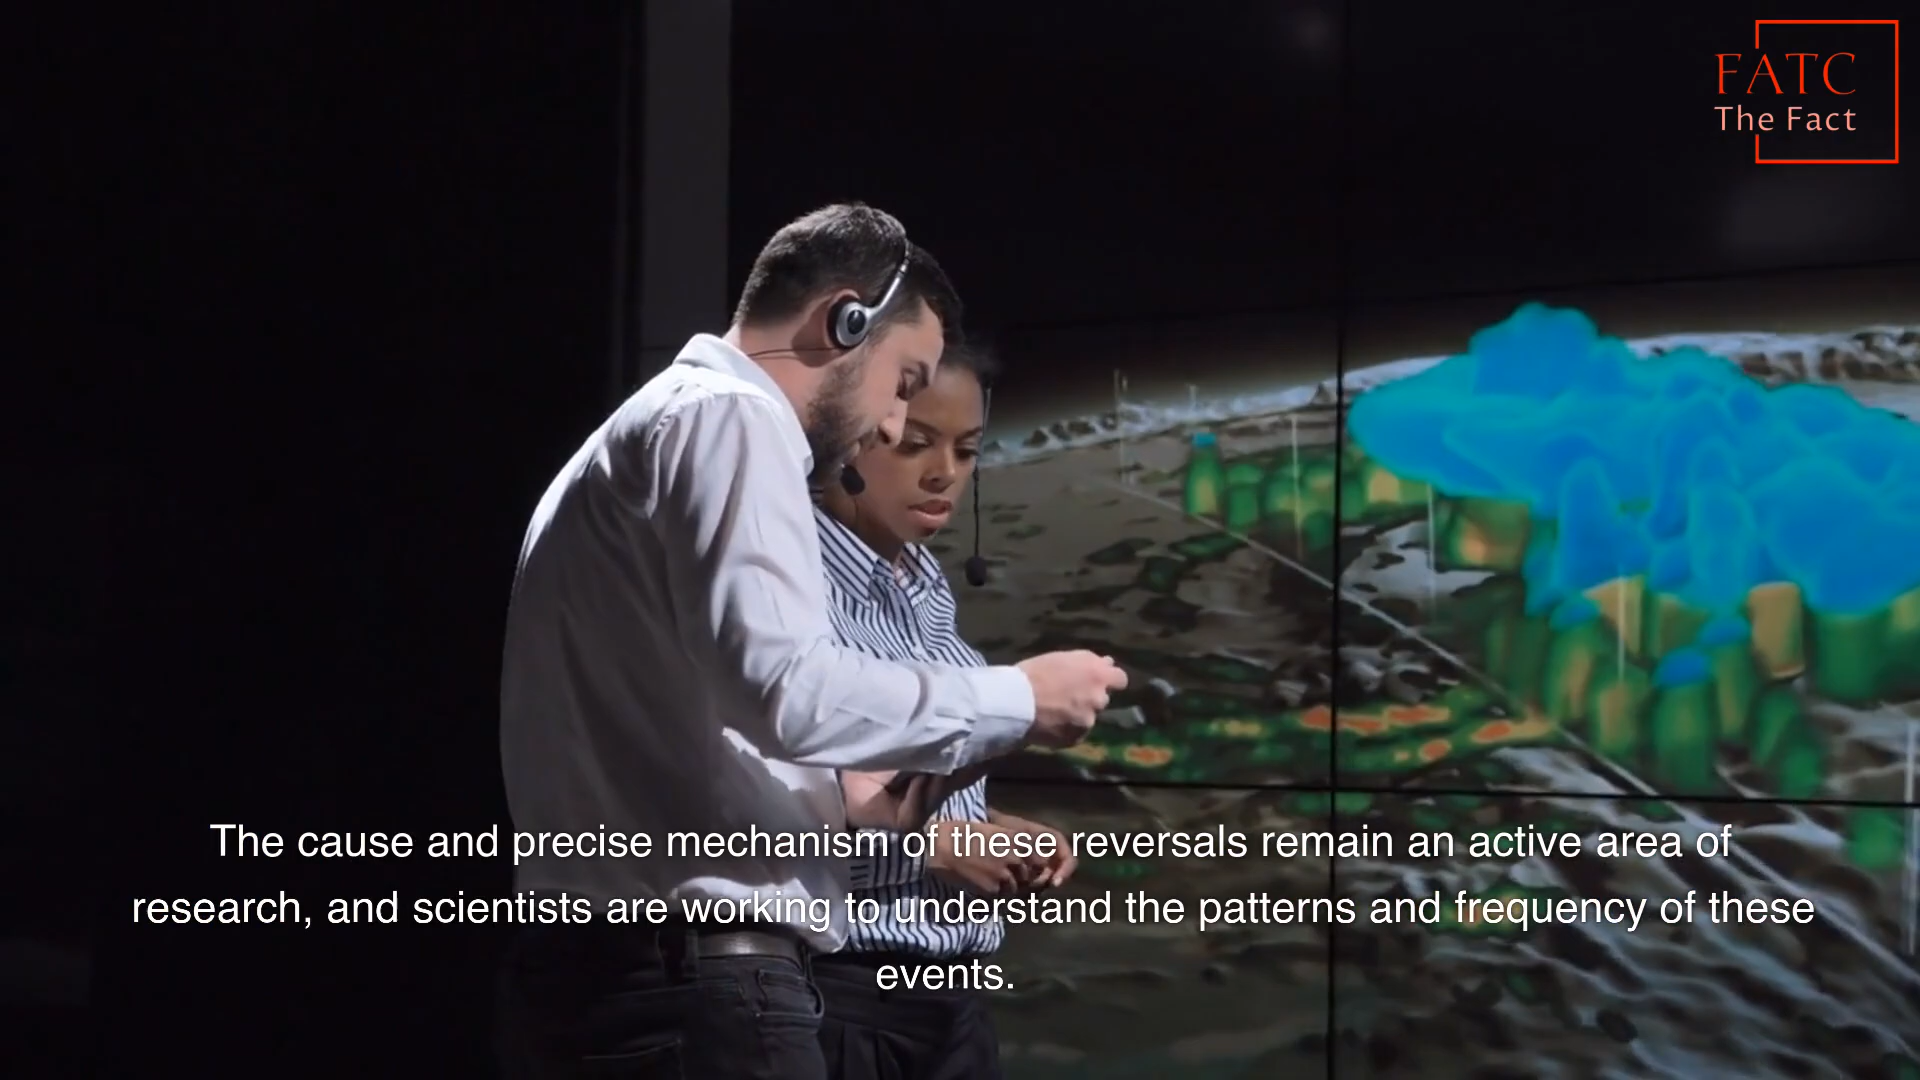 FATC
The Fact
The cause and precise mechanism of these reversals remain an active area of
research, and scientists are working to understand the patterns and frequency of these
events.